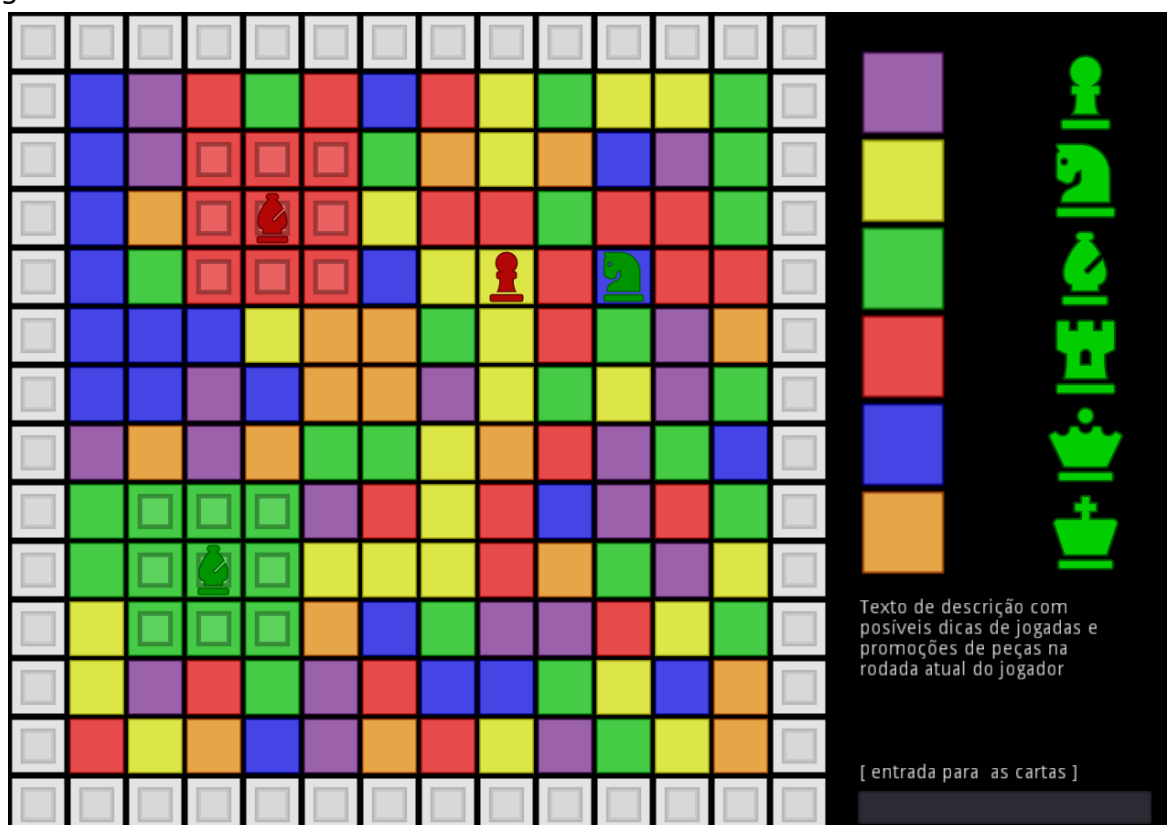 Texto de descrição com
posíveis dicas de jogadas e
promoções de peças na
rodada atual do jogador
[ entrada para as cartas ]